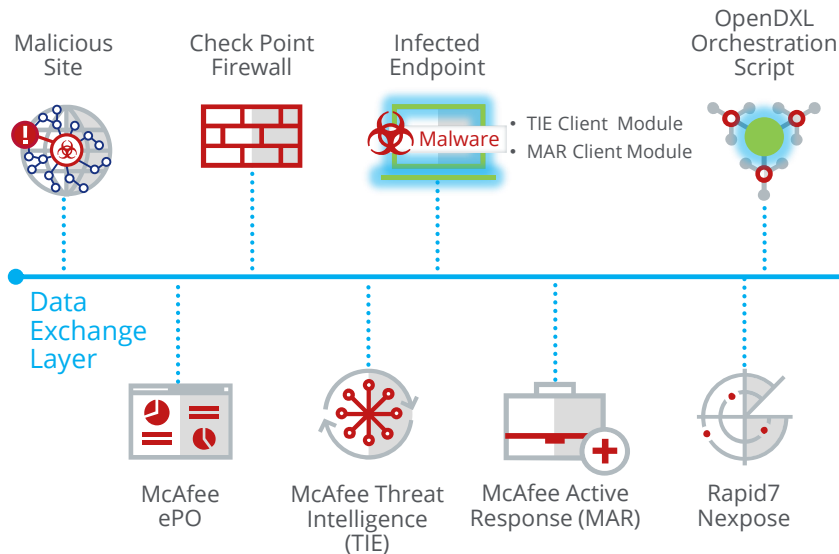 Malicious
Site
Check Point
Firewall
Infected
Endpoint
OpenDXL
Orchestration
Script
!
Malware
• TIE Client Module
• MAR Client Module
Data
Exchange
Layer
McAfee
ePO
McAfee Threat
Intelligence
(TIE)
McAfee Active
Response (MAR)
Rapid7
Nexpose